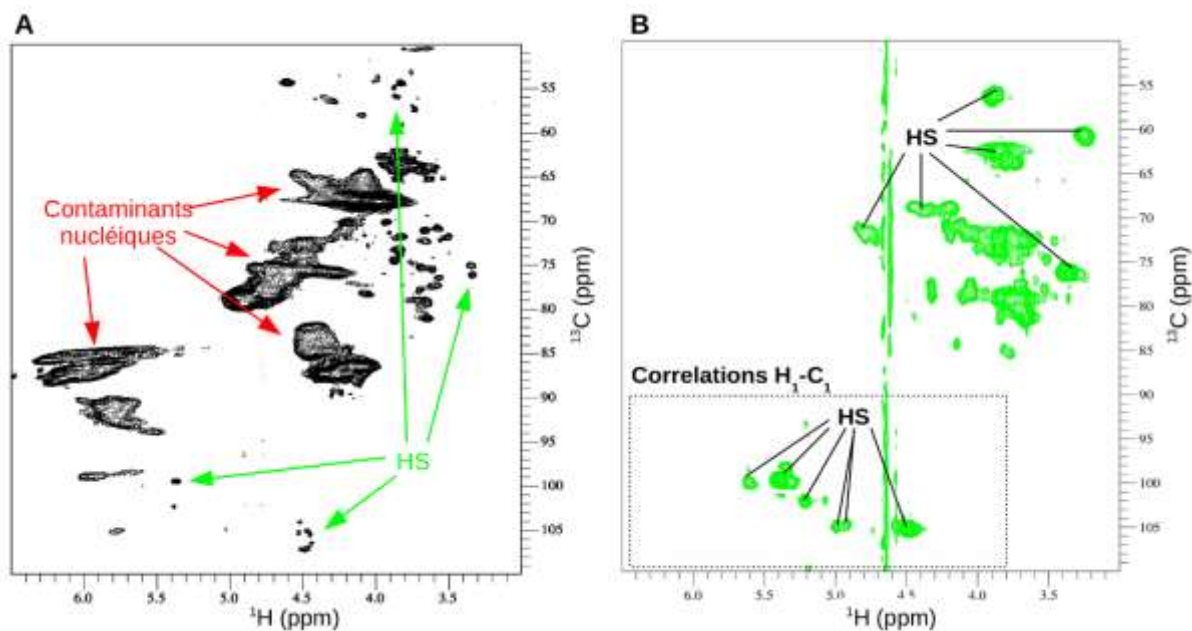 A
B
Contaminants
nucléiques
HS
HS
HS
Correlations H1-C1
55
60
65
70
75
80
85
90
95
100
105
13C (ppm)
6.0
5.5
5.0
4.5
4.0
3.5
1H (ppm)
55
60
65
70
75
80
85
90
95
100
105
13C (ppm)
6.0
5.5
5.0
4.5
4.0
3.5
1H (ppm)